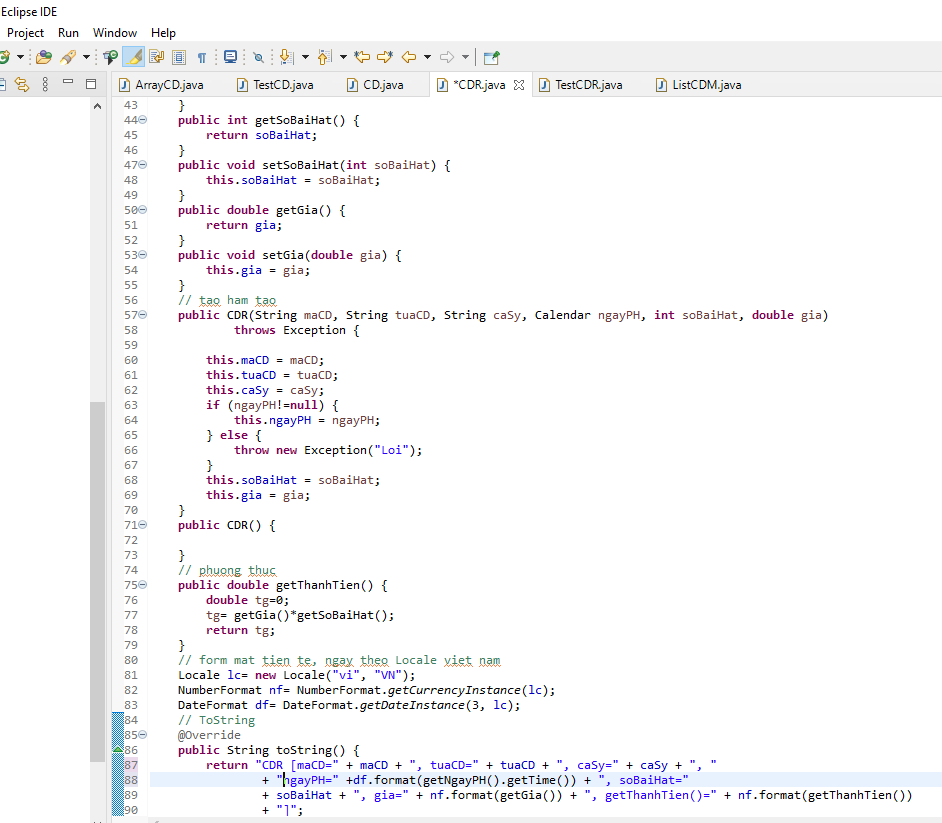 Eclipse IDE
Project Run Window Help
ArrayCD.java TestCD.java CD.java *CDR.java TestCDR.java ListCDM.java
43 }
44 public int getSoBaiHat() {
45 return soBaiHat;
46 }
47 public void setSoBaiHat(int soBaiHat) {
48 this.soBaiHat = soBaiHat;
49 }
50 public double getGia() {
51 return gia;
52 }
53 public void setGia(double gia) {
54 this.gia = gia;
55 }
56 // tao ham tao
57 public CDR(String maCD, String tuaCD, String caSy, Calendar ngayPH, int soBaiHat, double gia)
58 throws Exception {
59
60 this.maCD = maCD;
61 this.tuaCD = tuaCD;
62 this.caSy = caSy;
63 if (ngayPH!=null) {
64 this.ngayPH = ngayPH;
65 } else {
66 throw new Exception("Loi");
67 }
68 this.soBaiHat = soBaiHat;
69 this.gia = gia;
70 }
71 public CDR() {
72
73 }
74 // phuong thuc
75 public double getThanhTien() {
76 double tg=0;
77 tg= getGia()*getSoBaiHat();
78 return tg;
79 }
80 // form mat tien te, ngay theo Locale viet nam
81 Locale lc= new Locale("vi", "VN");
82 NumberFormat nf= NumberFormat.getCurrencyInstance(lc);
83 DateFormat df= DateFormat.getDateInstance(3, lc);
84 // ToString
85 @Override
86 public String toString() {
87 return "CDR [maCD=" + maCD + ", tuaCD=" + tuaCD + ", caSy=" + caSy + ", "
88 + "ngayPH=" +df.format(getNgayPH().getTime()) + ", soBaiHat="
89 + soBaiHat + ", gia=" + nf.format(getGia()) + ", getThanhTien()=" + nf.format(getThanhTien())
90 + "]";